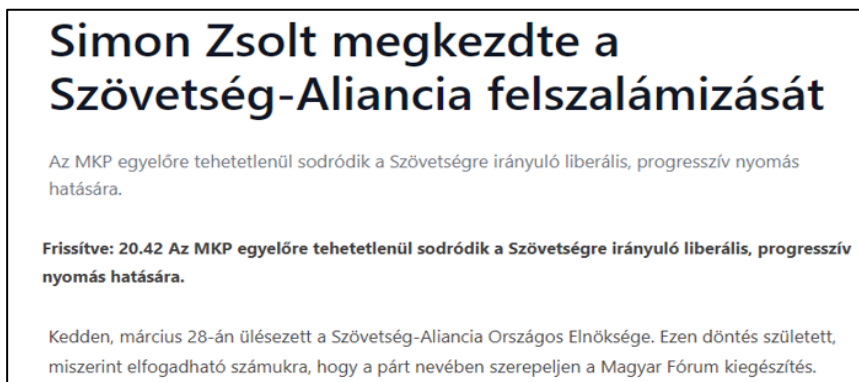 Simon Zsolt megkezdte a
Szövetség-Aliancia felszalámizását
Az MKP egyelőre tehetetlenül sodródik a Szövetségre irányuló liberális, progresszív nyomás
hatására.
Frissítve: 20.42 Az MKP egyelőre tehetetlenül sodródik a Szövetségre irányuló liberális, progresszív
nyomás hatására.
Kedden, március 28-án ülésezett a Szövetség-Aliancia Országos Elnöksége. Ezen döntés született,
miszerint elfogadható számukra, hogy a párt nevében szerepeljen a Magyar Fórum kiegészítés.